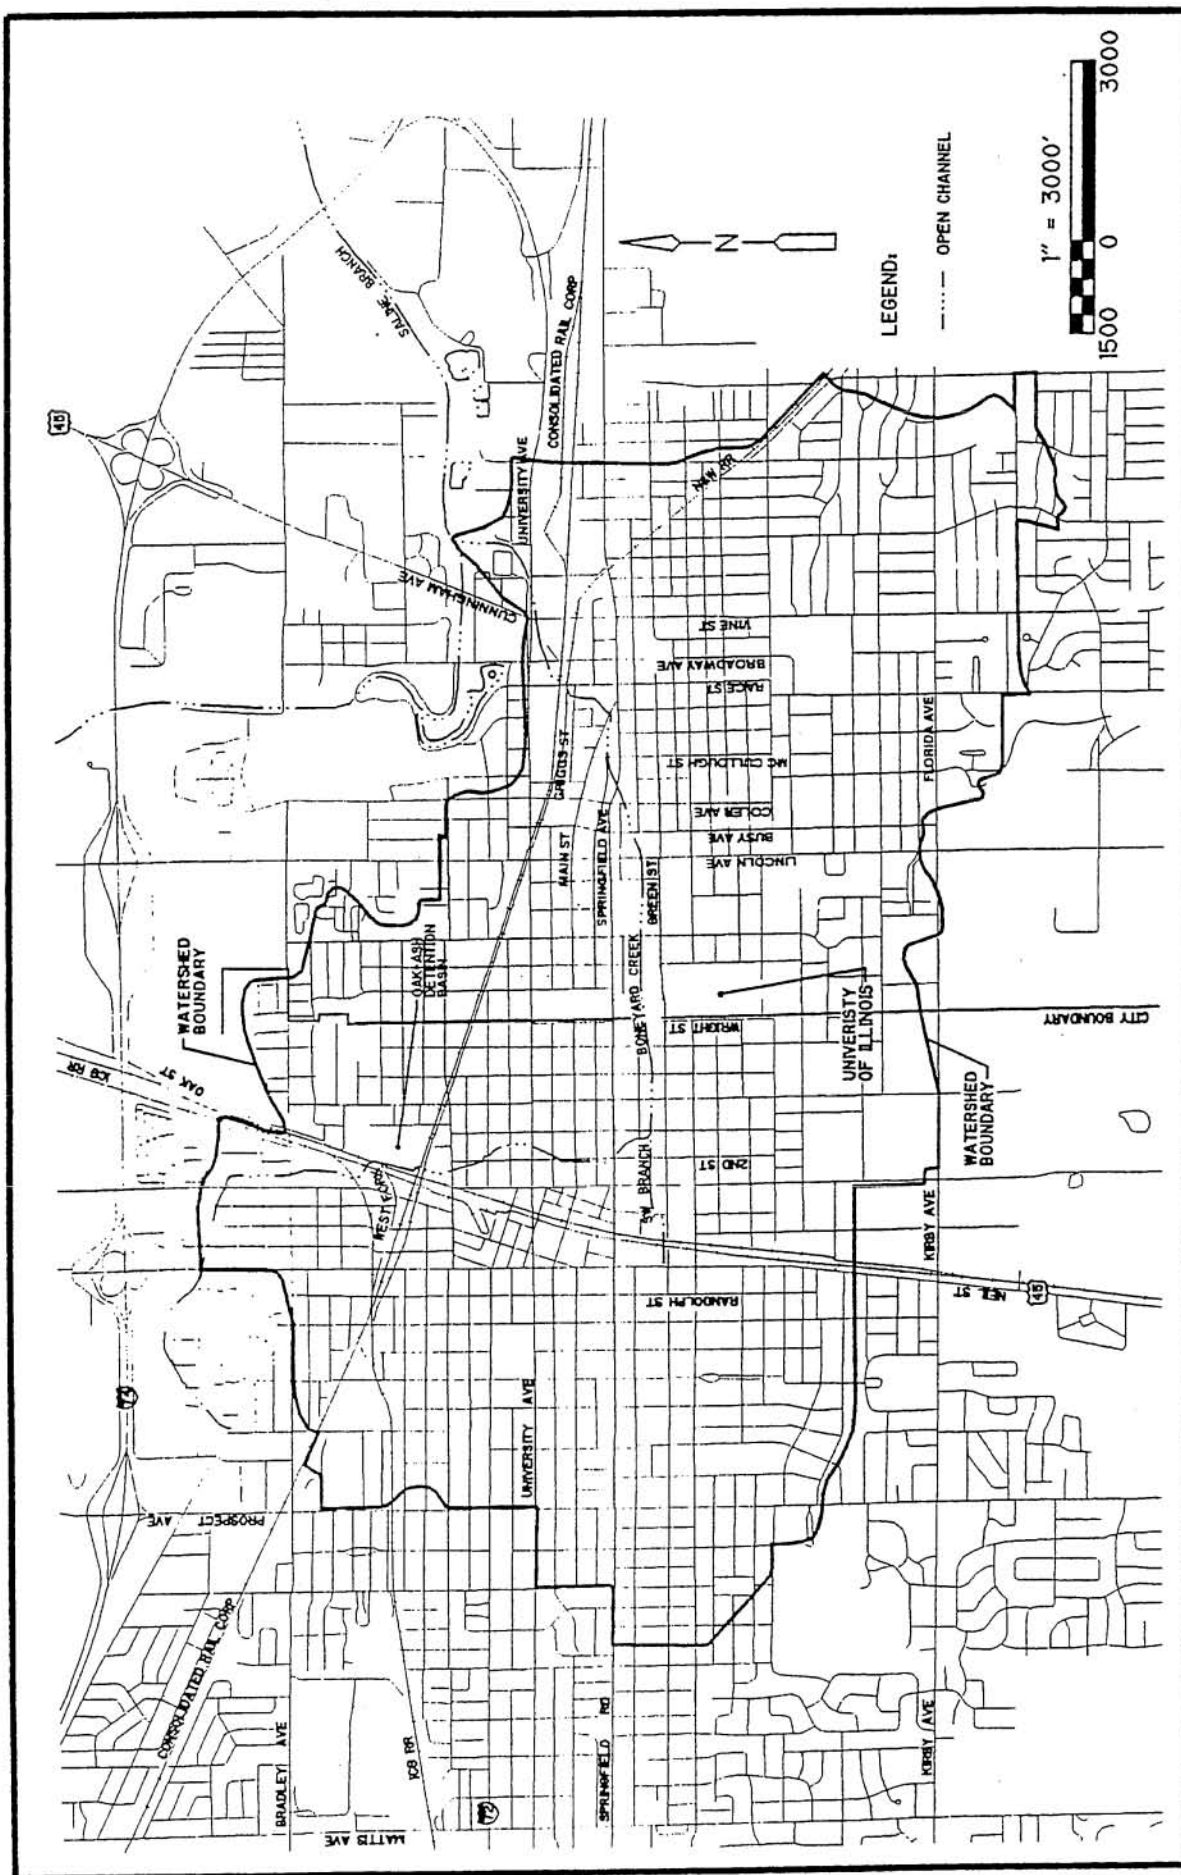 45
SALINE BRANCH
UNIVERSITY AVE
CONSOLIDATED RAIL CORP
CUNNINGHAM AVE
N&W RR
VINE ST
BROADWAY AVE
RACE ST
MC CULLOUGH ST
COLER AVE
BUSY AVE
LINCOLN AVE
FLORIDA AVE
GRIGGS ST
MAIN ST
SPRINGFIELD AVE
GREEN ST
BONEYARD CREEK
WATERSHED
BOUNDARY
OAK-ASH
DETENTION
BASIN
WRIGHT ST
UNIVERISTY
OF ILLINOIS
CITY BOUNDARY
ICG RR
OAK ST
WEST FORK
SW BRANCH
2ND ST
WATERSHED
BOUNDARY
KIRBY AVE
NEIL ST
45
RANDOLPH ST
74
UNIVERSITY AVE
PROSPECT AVE
CONSOLIDATED RAIL CORP
BRADLEY AVE
ICG RR
MATTIS AVE
72
SPRINGFIELD RD
KIRBY AVE
N
LEGEND:
OPEN CHANNEL
1" = 3000'
1500 0 3000